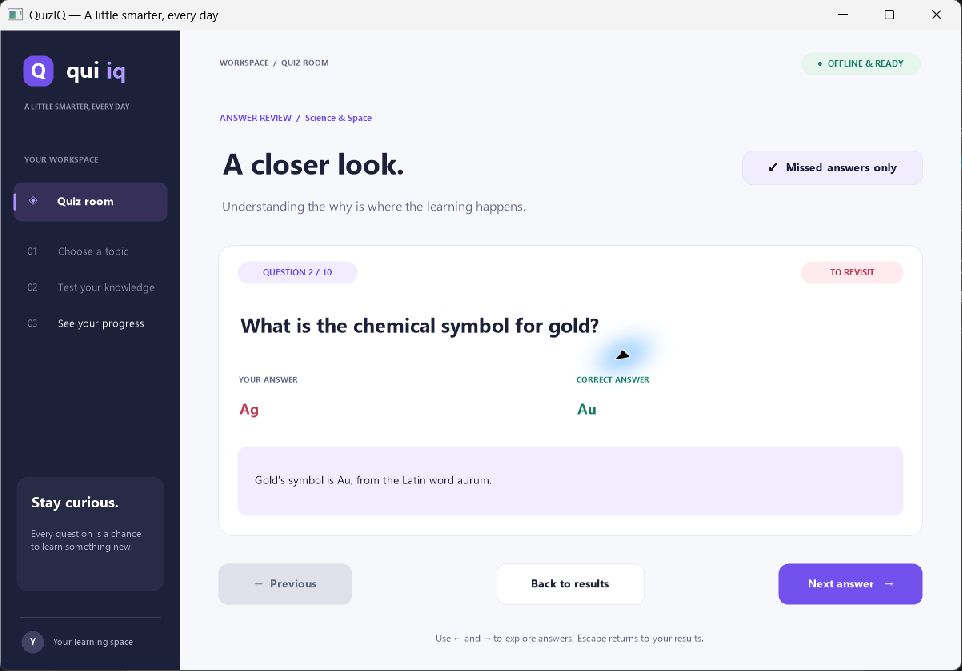 QuizIQ — A little smarter, every day
Q qui iq
A LITTLE SMARTER, EVERY DAY
YOUR WORKSPACE
Quiz room
01 Choose a topic
02 Test your knowledge
03 See your progress
Stay curious.
Every question is a chance
to learn something new.
Y Your learning space
WORKSPACE / QUIZ ROOM
• OFFLINE & READY
ANSWER REVIEW / Science & Space
A closer look.
✓ Missed answers only
Understanding the why is where the learning happens.
QUESTION 2 / 10
TO REVISIT
What is the chemical symbol for gold?
YOUR ANSWER
Ag
CORRECT ANSWER
Au
Gold's symbol is Au, from the Latin word aurum.
← Previous
Back to results
Next answer →
Use ← and → to explore answers. Escape returns to your results.